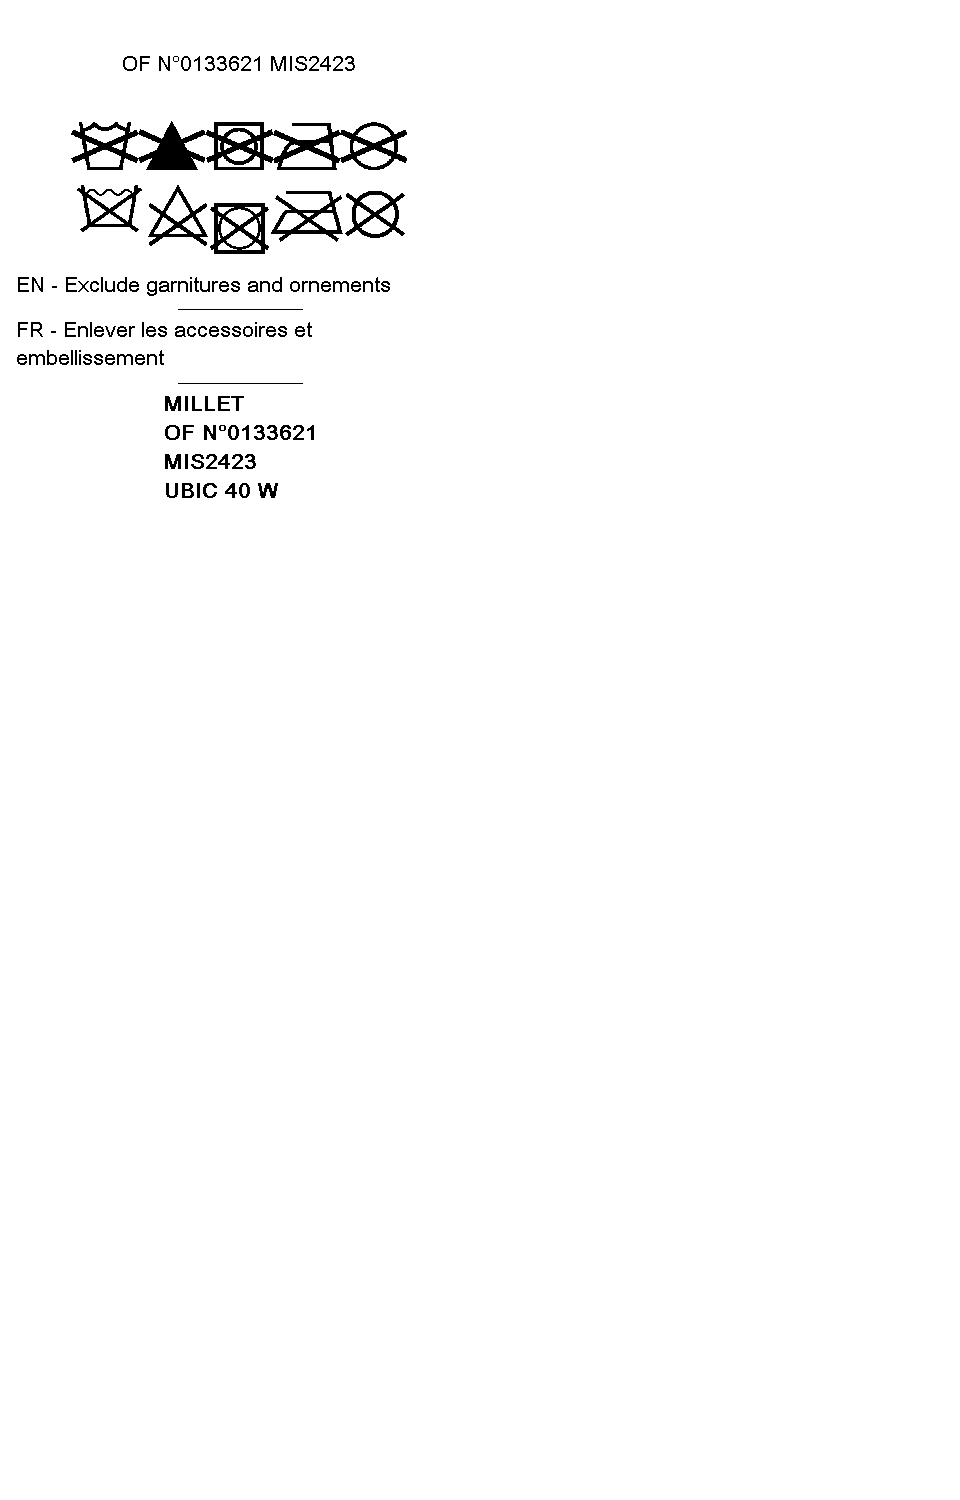 OF N°0133621 MIS2423
EN - Exclude garnitures and ornements
FR - Enlever les accessoires et
embellissement
MILLET
OF N°0133621
MIS2423
UBIC 40 W